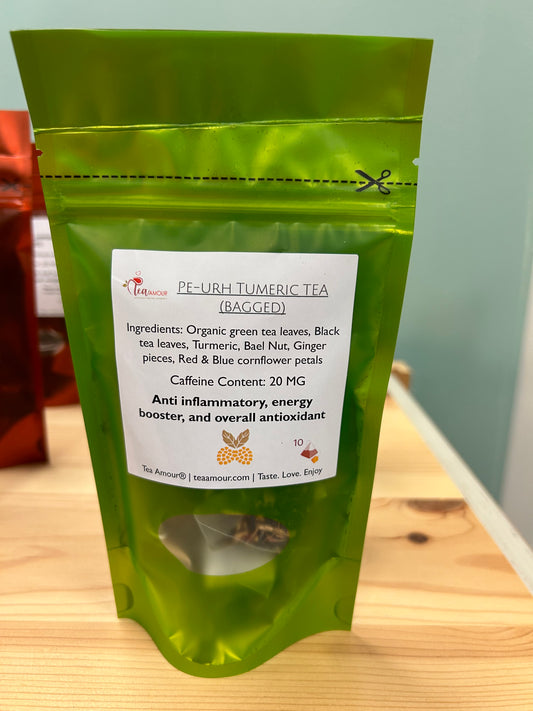 Tea AMOUR
PE-URH TUMERIC TEA
(BAGGED)
Ingredients: Organic green tea leaves, Black
tea leaves, Turmeric, Bael Nut, Ginger
pieces, Red & Blue cornflower petals
Caffeine Content: 20 MG
Anti inflammatory, energy
booster, and overall antioxidant
10
Tea Amour® | teaamour.com | Taste. Love. Enjoy